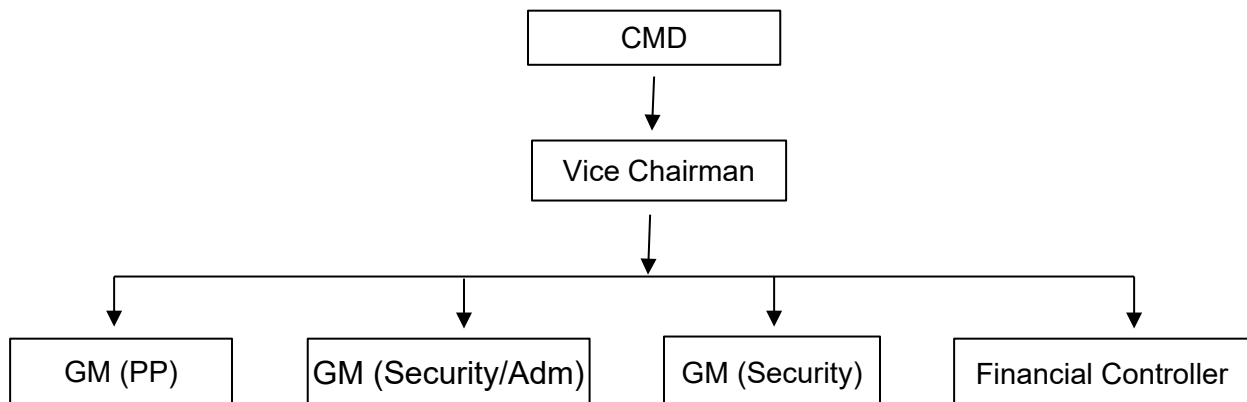 CMD
Vice Chairman
GM (PP)
GM (Security/Adm)
GM (Security)
Financial Controller